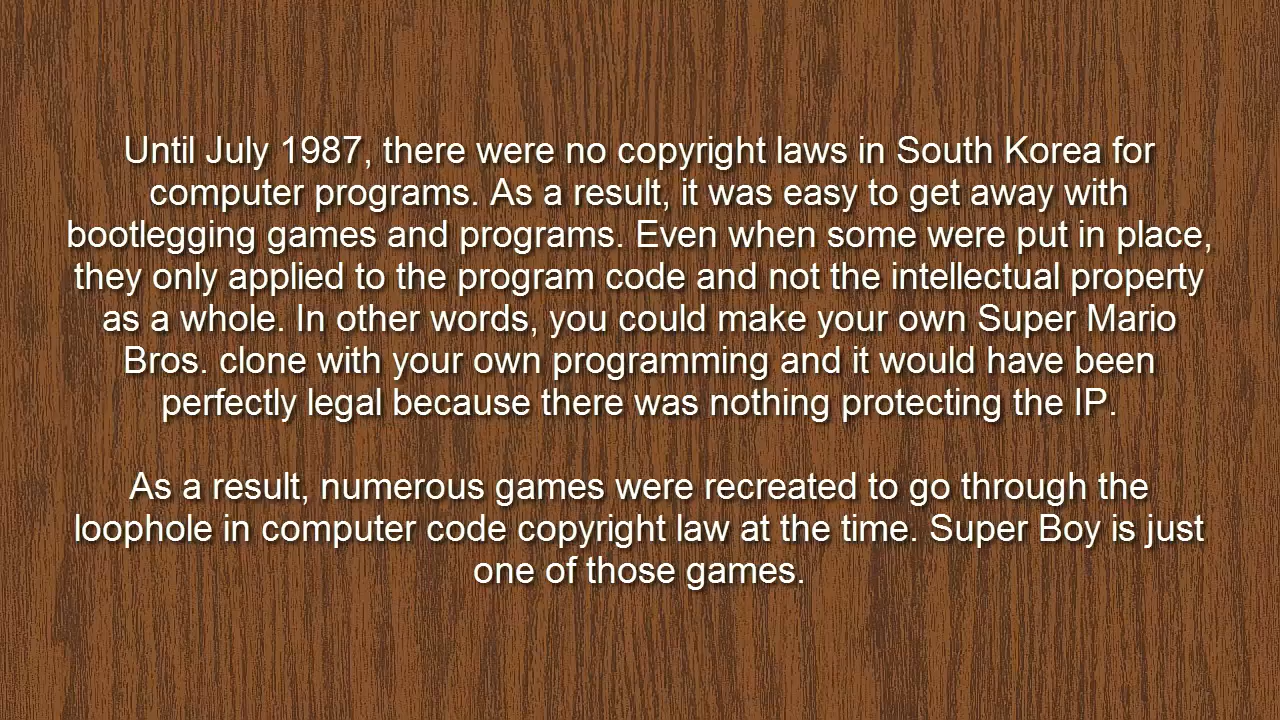 Until July 1987, there were no copyright laws in South Korea for
computer programs. As a result, it was easy to get away with
bootlegging games and programs. Even when some were put in place,
they only applied to the program code and not the intellectual property
as a whole. In other words, you could make your own Super Mario
Bros. clone with your own programming and it would have been
perfectly legal because there was nothing protecting the IP.
As a result, numerous games were recreated to go through the
loophole in computer code copyright law at the time. Super Boy is just
one of those games.